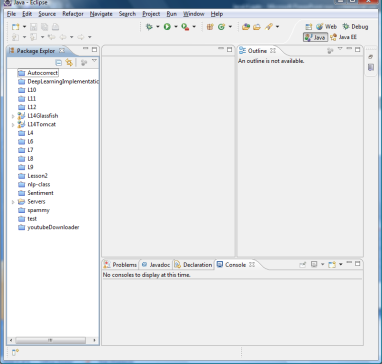 Java - Eclipse
File Edit Source Refactor Navigate Search Project Run Window Help
Web Debug
Java Java EE
Package Explor
Autocorrect
DeepLearningImplementatic
L10
L11
L12
L14Glassfish
L14Tomcat
L4
L6
L7
L8
L9
Lesson2
nlp-class
Sentiment
Servers
spammy
test
youtubeDownloader
Outline
An outline is not available.
Problems Javadoc Declaration Console
No consoles to display at this time.